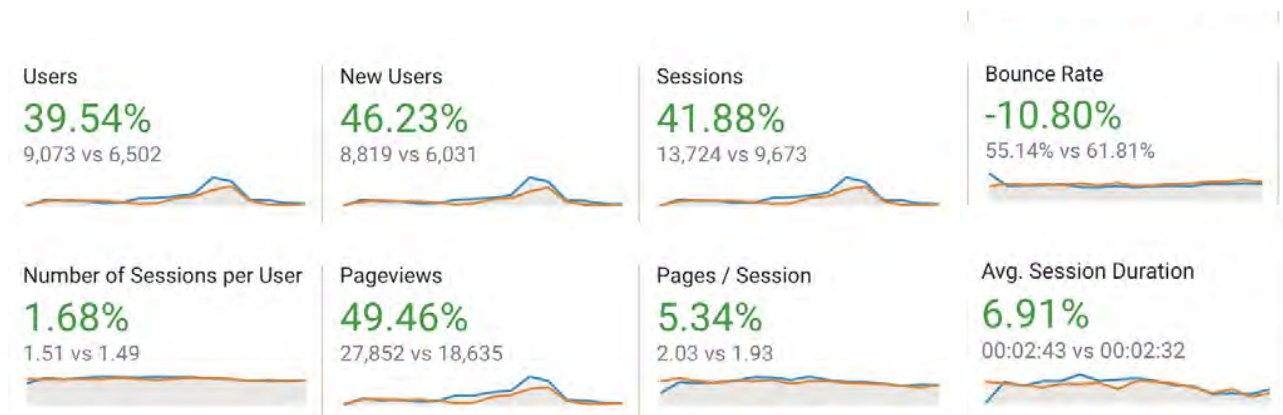 Users
39.54%
9,073 vs 6,502
New Users
46.23%
8,819 vs 6,031
Sessions
41.88%
13,724 vs 9,673
Bounce Rate
-10.80%
55.14% vs 61.81%
Number of Sessions per User
1.68%
1.51 vs 1.49
Pageviews
49.46%
27,852 vs 18,635
Pages / Session
5.34%
2.03 vs 1.93
Avg. Session Duration
6.91%
00:02:43 vs 00:02:32